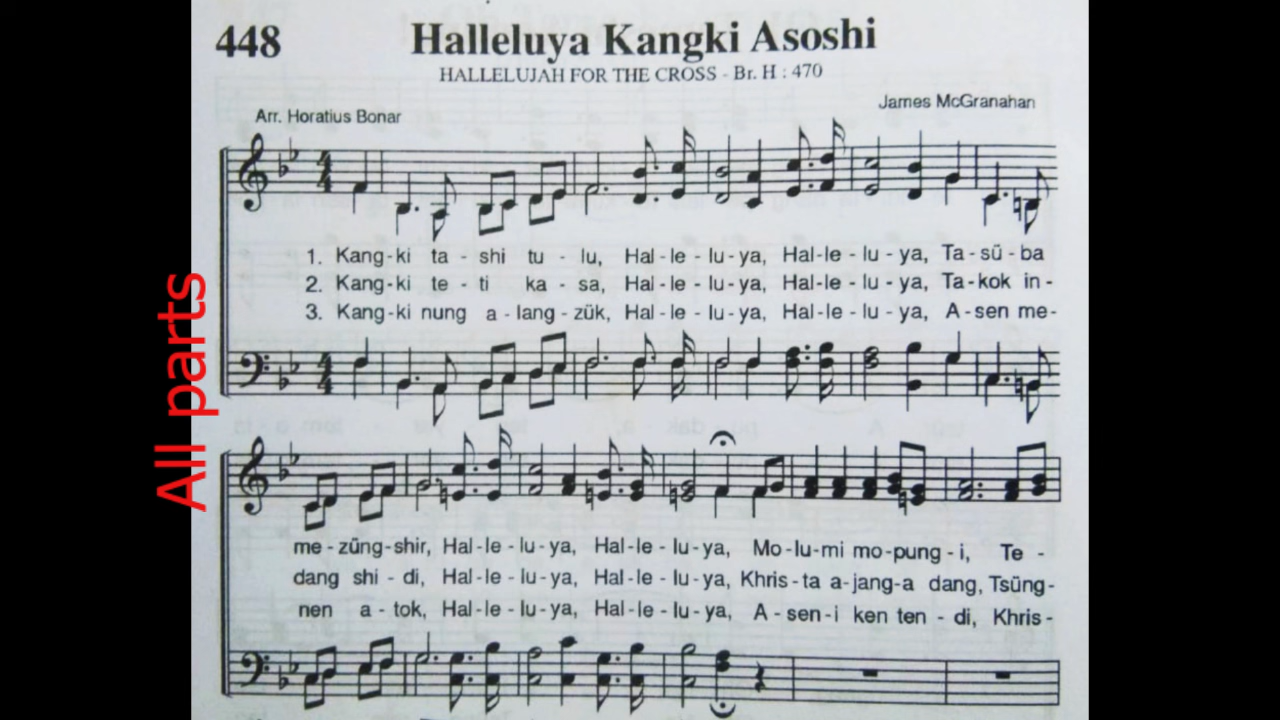 448
Halleluya Kangki Asoshi
HALLELUJAH FOR THE CROSS - Br. H : 470
Arr. Horatius Bonar
James McGranahan
All parts
1. Kang-ki ta - shi tu - lu, Hal - le - lu - ya, Hal-le - lu - ya, Ta-sü-ba
2. Kang-ki te - ti ka - sa, Hal - le - lu - ya, Hal-le - lu - ya, Ta-kok in -
3. Kang-ki nung a - lang - zük, Hal - le - lu - ya, Hal-le - lu - ya, A-sen me-
me - züng-shir, Hal-le - lu-ya, Hal-le - lu-ya, Mo-lu-mi mo-pung - i, Te -
dang shi - di, Hal-le - lu-ya, Hal-le - lu-ya, Khris-ta a-jang-a dang, Tsüng-
nen a - tok, Hal-le - lu-ya, Hal-le - lu-ya, A - sen-i ken ten - di, Khris-